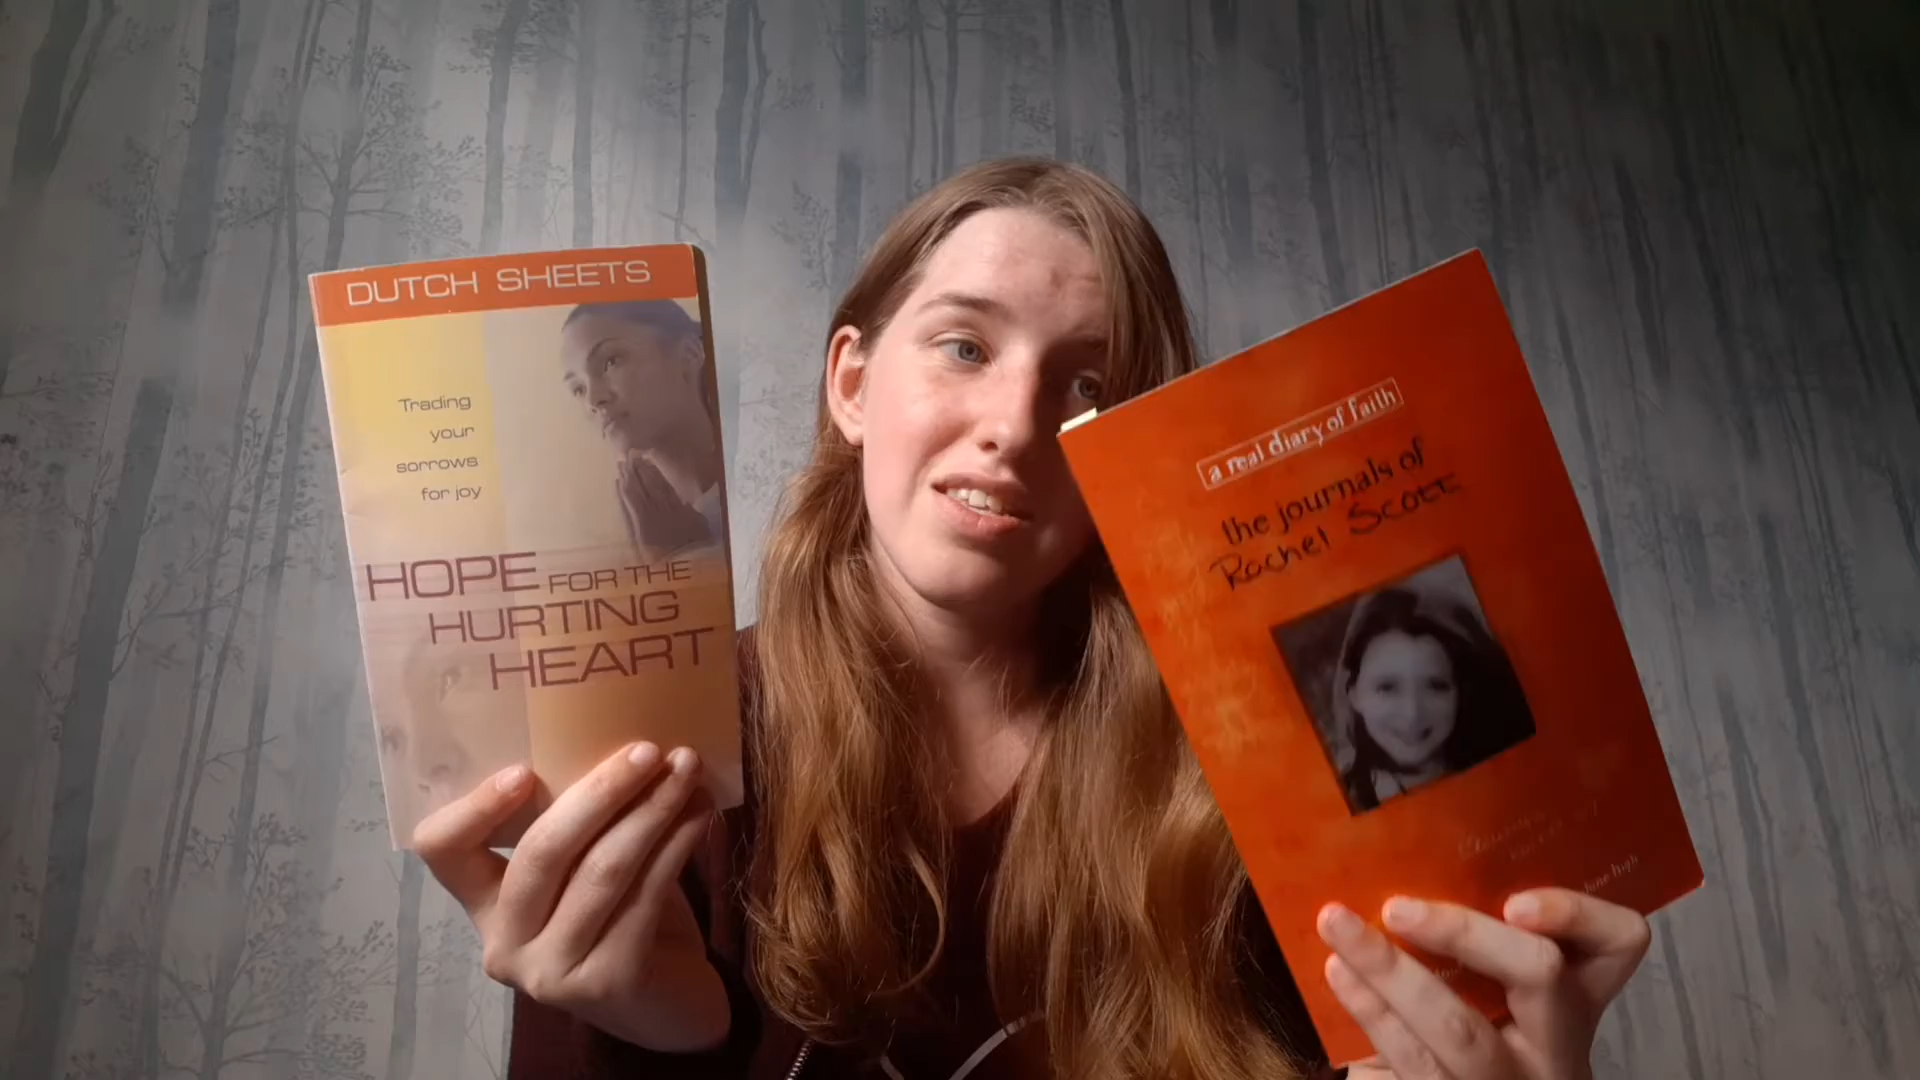 DUTCH SHEETS
Trading
your
sorrows
for joy
HOPE FOR THE
HURTING
HEART
a real diary of faith
the journals of
Rachel Scott